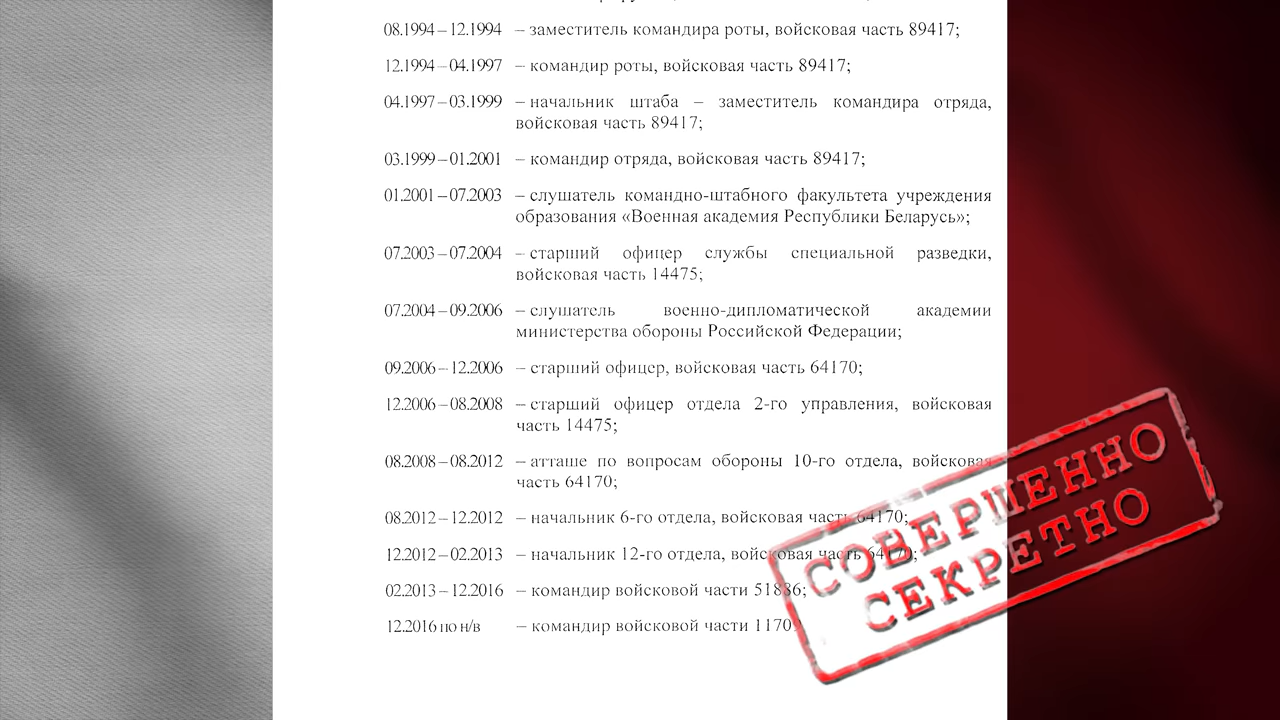 08.1994 – 12.1994 – заместитель командира роты, войсковая часть 89417;
12.1994 – 04.1997 – командир роты, войсковая часть 89417;
04.1997 – 03.1999 – начальник штаба – заместитель командира отряда,
войсковая часть 89417;
03.1999 – 01.2001 – командир отряда, войсковая часть 89417;
01.2001 – 07.2003 – слушатель командно-штабного факультета учреждения
образования «Военная академия Республики Беларусь»;
07.2003 – 07.2004 – старший офицер службы специальной разведки,
войсковая часть 14475;
07.2004 – 09.2006 – слушатель военно-дипломатической академии
министерства обороны Российской Федерации;
09.2006 – 12.2006 – старший офицер, войсковая часть 64170;
12.2006 – 08.2008 – старший офицер отдела 2-го управления, войсковая
часть 14475;
08.2008 – 08.2012 – атташе по вопросам обороны 10-го отдела, войсковая
часть 64170;
08.2012 – 12.2012 – начальник 6-го отдела, войсковая часть 64170;
12.2012 – 02.2013 – начальник 12-го отдела, войсковая часть 64170;
02.2013 – 12.2016 – командир войсковой части 51886;
12.2016 по н/в – командир войсковой части
СОВЕРШЕННО
СЕКРЕТНО